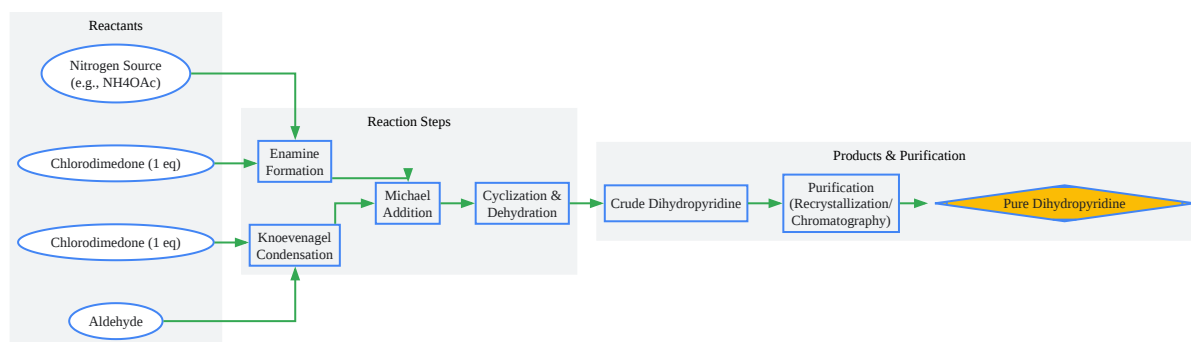 Reactants
Nitrogen Source
(e.g., NH4OAc)
Chlorodimedone (1 eq)
Chlorodimedone (1 eq)
Aldehyde
Reaction Steps
Enamine
Formation
Knoevenagel
Condensation
Michael
Addition
Cyclization &
Dehydration
Products & Purification
Crude Dihydropyridine
Purification
(Recrystallization/
Chromatography)
Pure Dihydropyridine